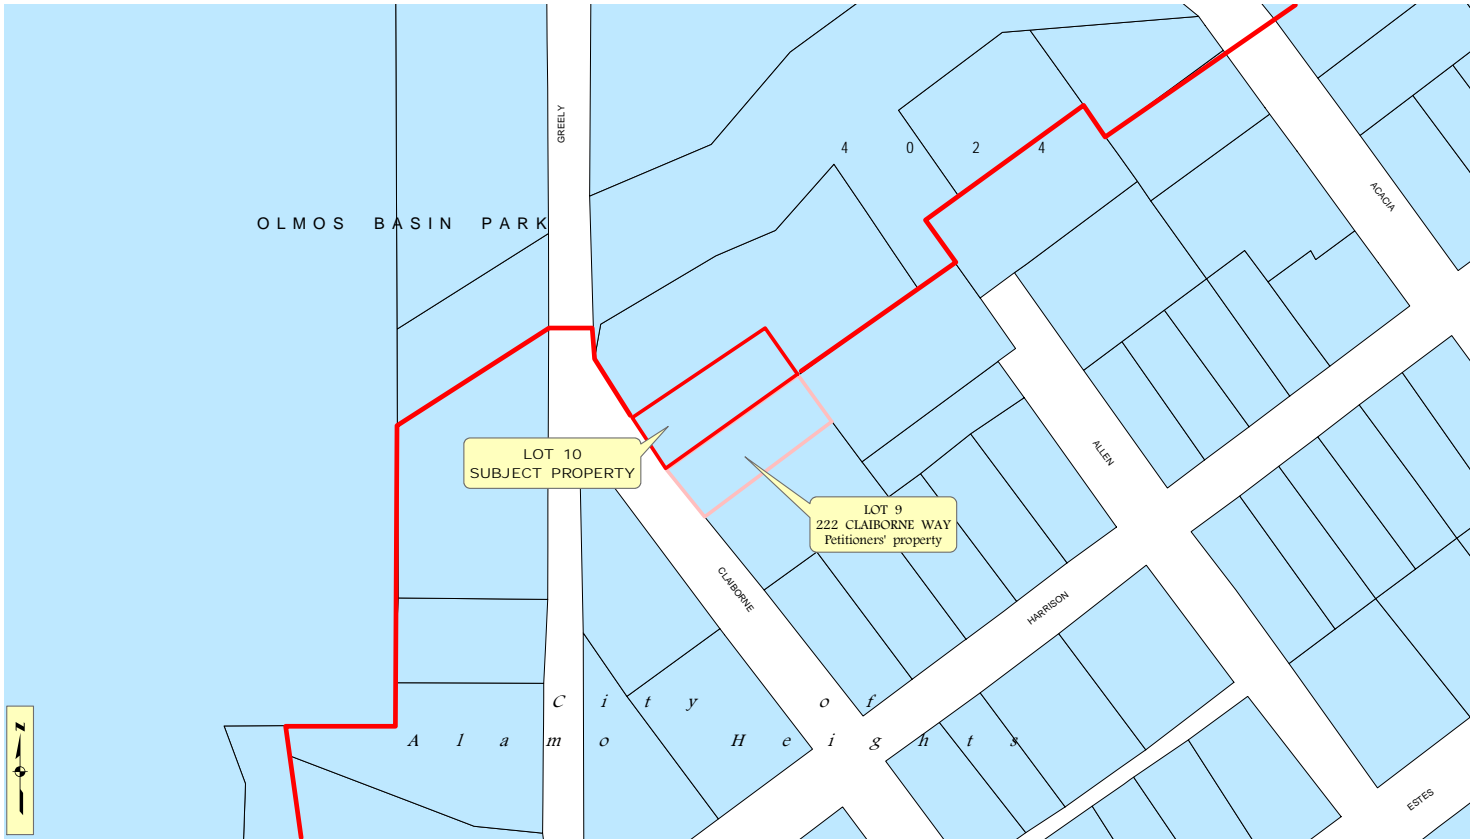 GREELY
4 0 2 4
ACACIA
OLMOS BASIN PARK
LOT 10
SUBJECT PROPERTY
ALLEN
LOT 9
222 CLAIBORNE WAY
Petitioners' property
CLAIBORNE
HARRISON
City of
Alamo Heights
ESTES
N